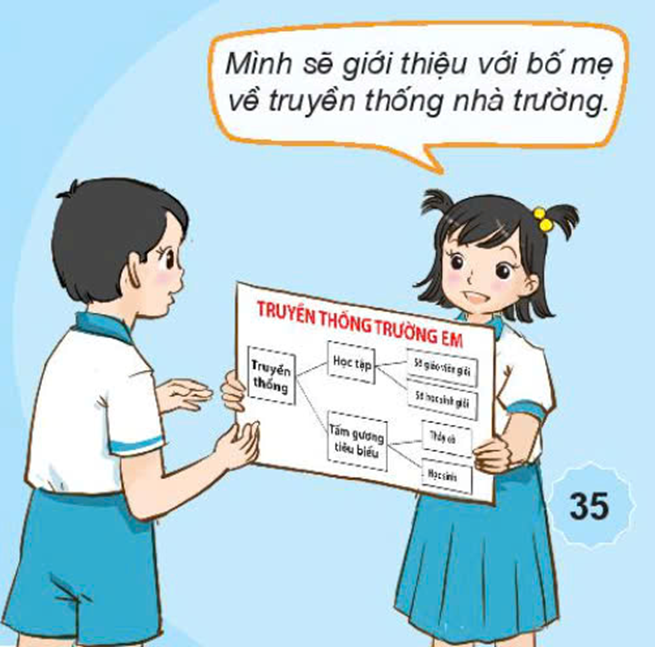 Mình sẽ giới thiệu với bố mẹ
về truyền thống nhà trường.
TRUYỀN THỐNG TRƯỜNG EM
Truyền
thống
Học tập
Số giáo viên giỏi
Số học sinh giỏi
Tấm gương
tiêu biểu
Thầy cô
Học sinh
35